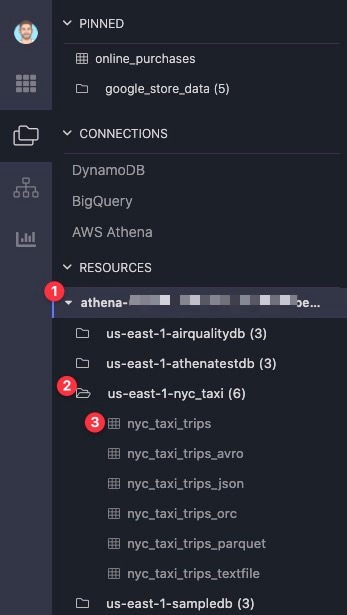 PINNED
online_purchases
google_store_data (5)
CONNECTIONS
DynamoDB
BigQuery
AWS Athena
RESOURCES
1
athena- be...
us-east-1-airqualitydb (3)
us-east-1-athenatestdb (3)
2 us-east-1-nyc_taxi (6)
3 nyc_taxi_trips
nyc_taxi_trips_avro
nyc_taxi_trips_json
nyc_taxi_trips_orc
nyc_taxi_trips_parquet
nyc_taxi_trips_textfile
us-east-1-sampledb (3)